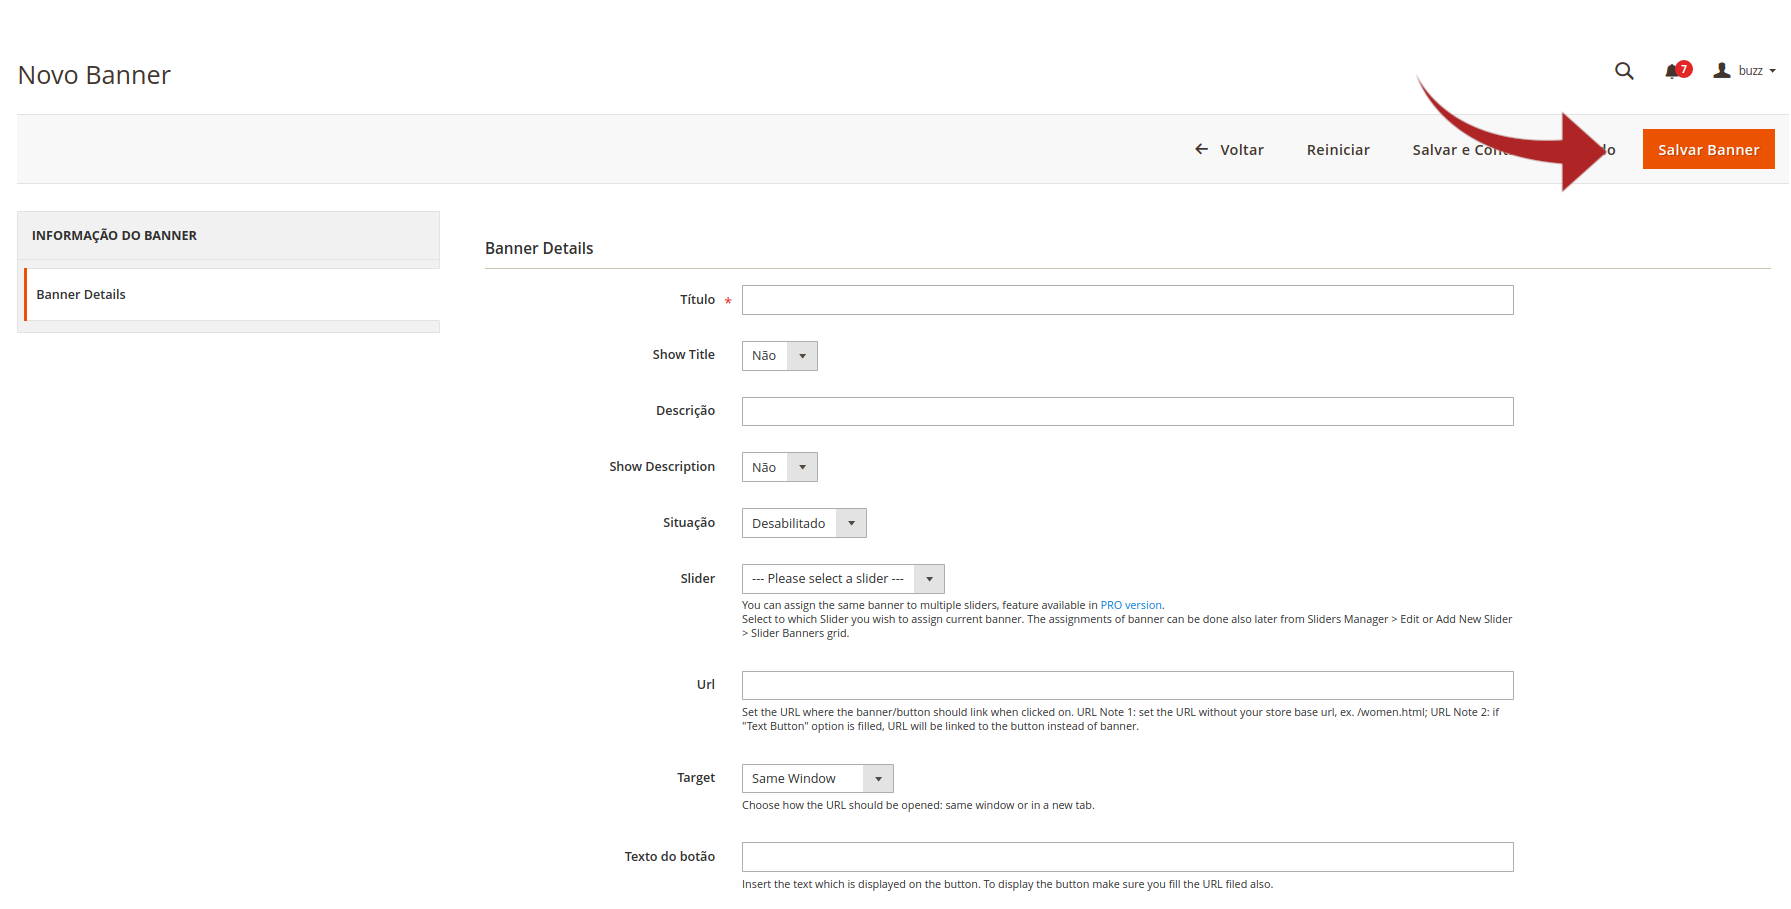 Novo Banner
7
buzz
Voltar
Reiniciar
Salvar e
Salvar Banner
INFORMAÇÃO DO BANNER
Banner Details
Banner Details
Título *
Show Title
Não
Descrição
Show Description
Não
Situação
Desabilitado
Slider
--- Please select a slider ---
You can assign the same banner to multiple sliders, feature available in PRO version.
Select to which Slider you wish to assign current banner. The assignments of banner can be done also later from Sliders Manager > Edit or Add New Slider
> Slider Banners grid.
Url
Set the URL where the banner/button should link when clicked on. URL Note 1: set the URL without your store base url, ex. /women.html; URL Note 2: if
"Text Button" option is filled, URL will be linked to the button instead of banner.
Target
Same Window
Choose how the URL should be opened: same window or in a new tab.
Texto do botão
Insert the text which is displayed on the button. To display the button make sure you fill the URL filed also.